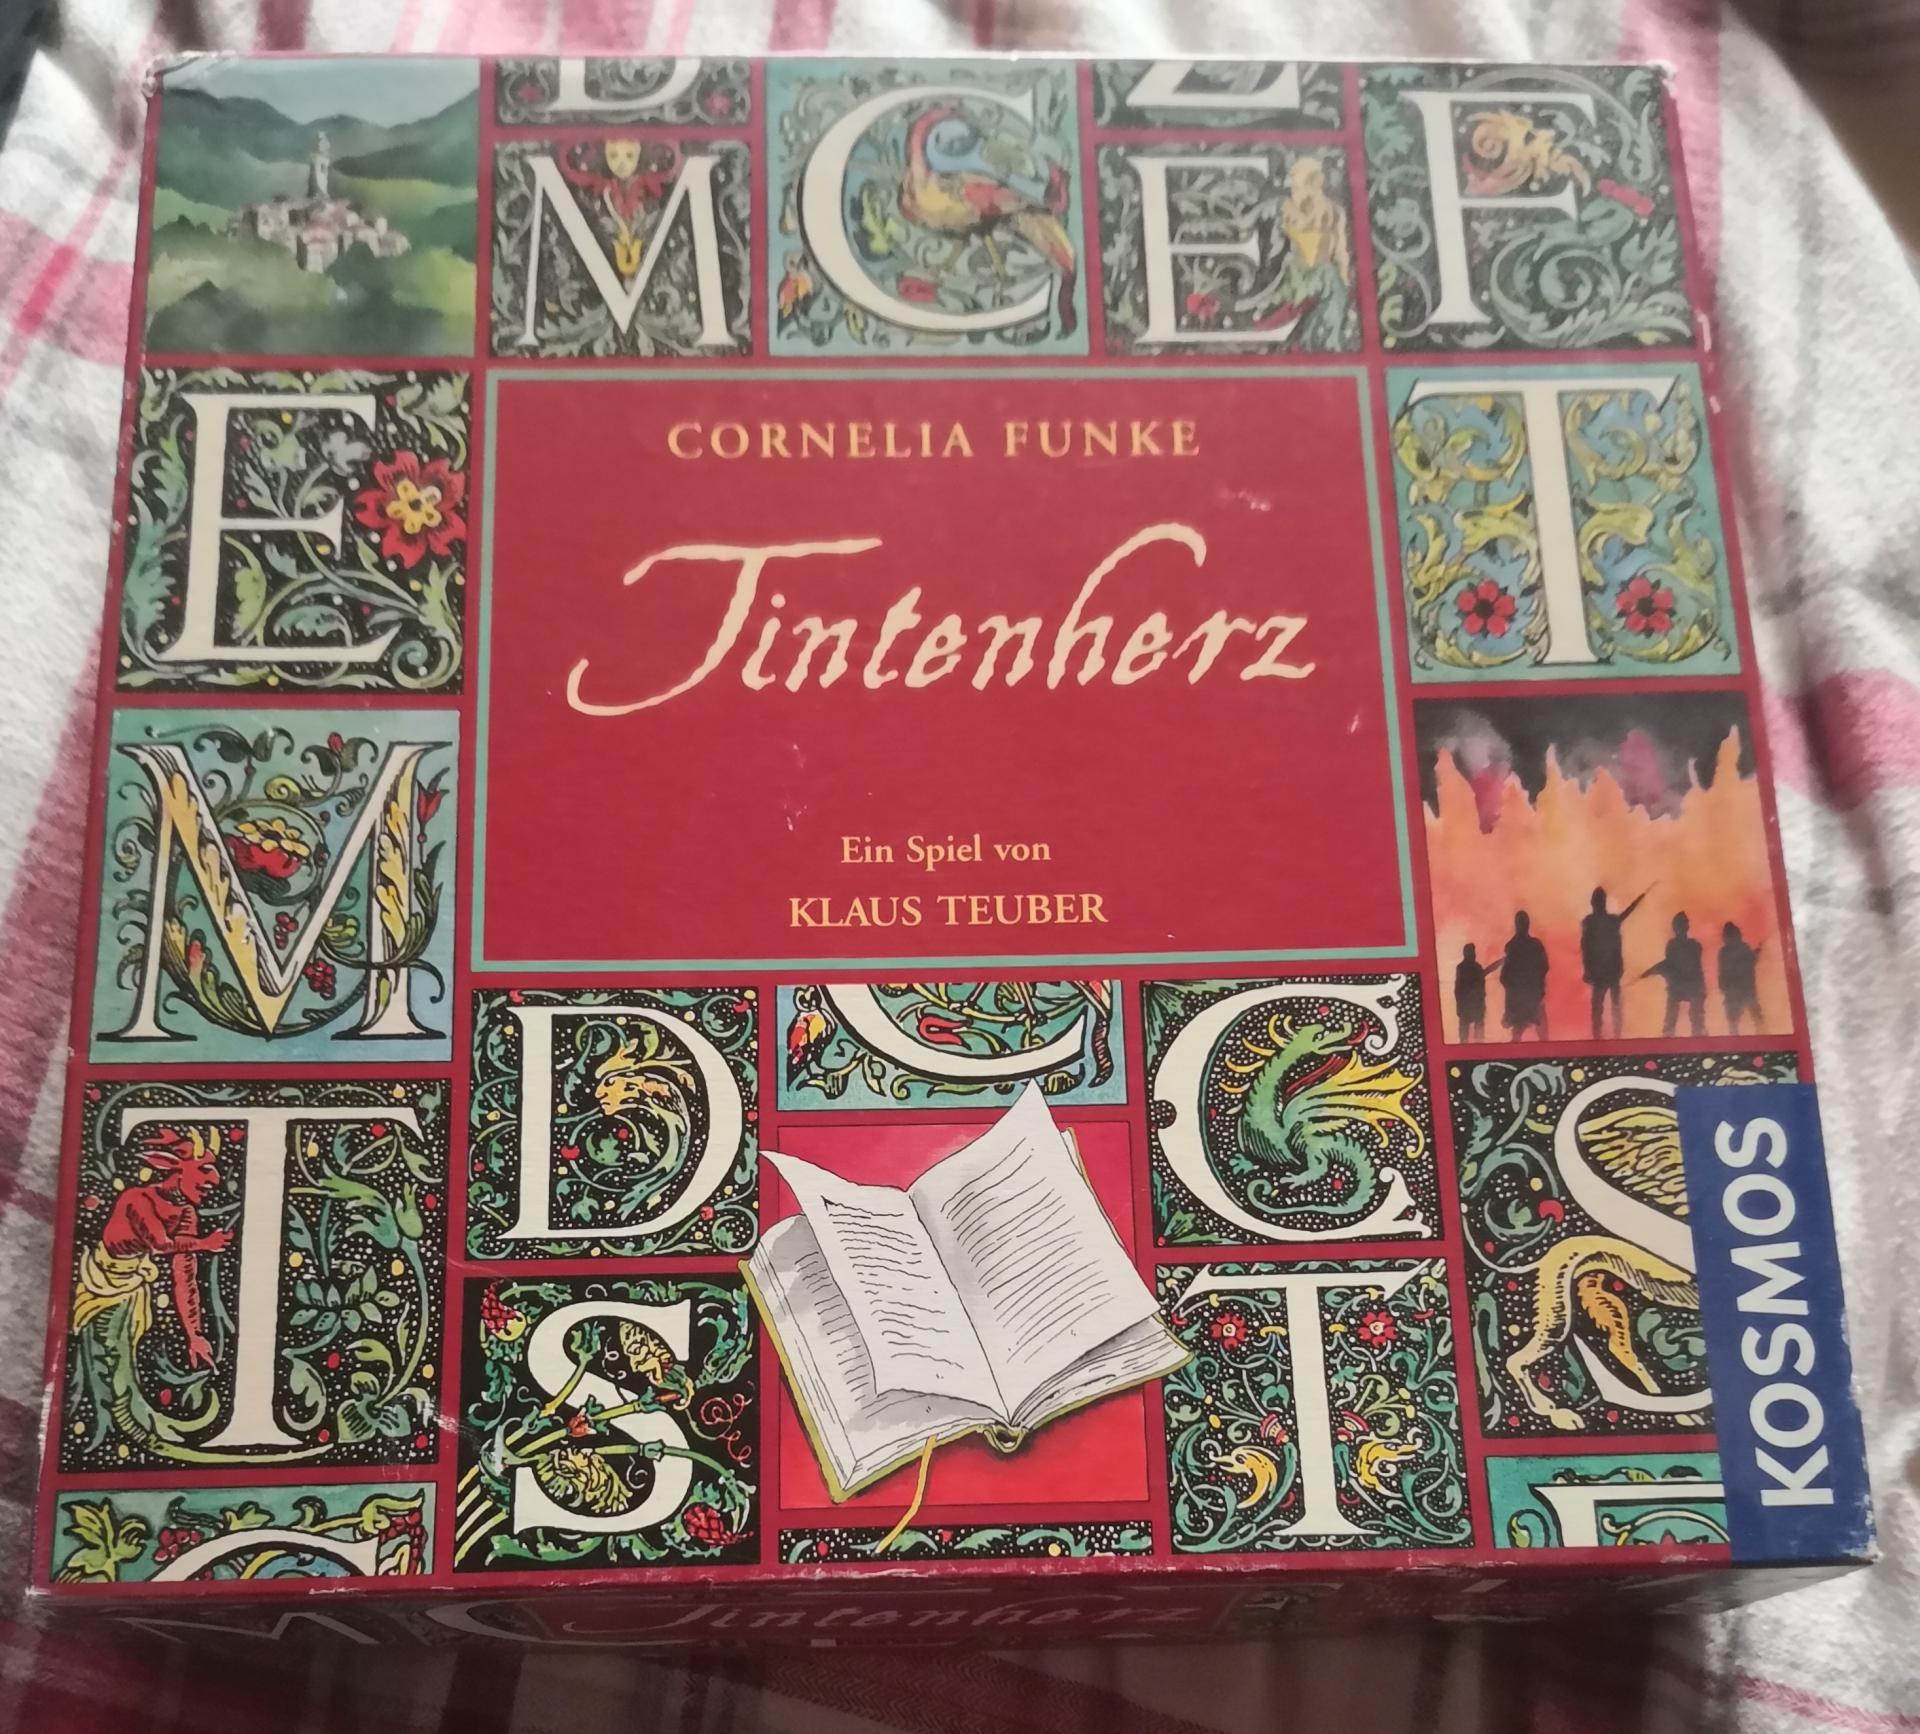 D
Z
M
C
E
F
E
CORNELIA FUNKE
T
Tintenherz
M
Ein Spiel von
KLAUS TEUBER
D
C
C
S
T
S
T
KOSMOS
Tintenherz